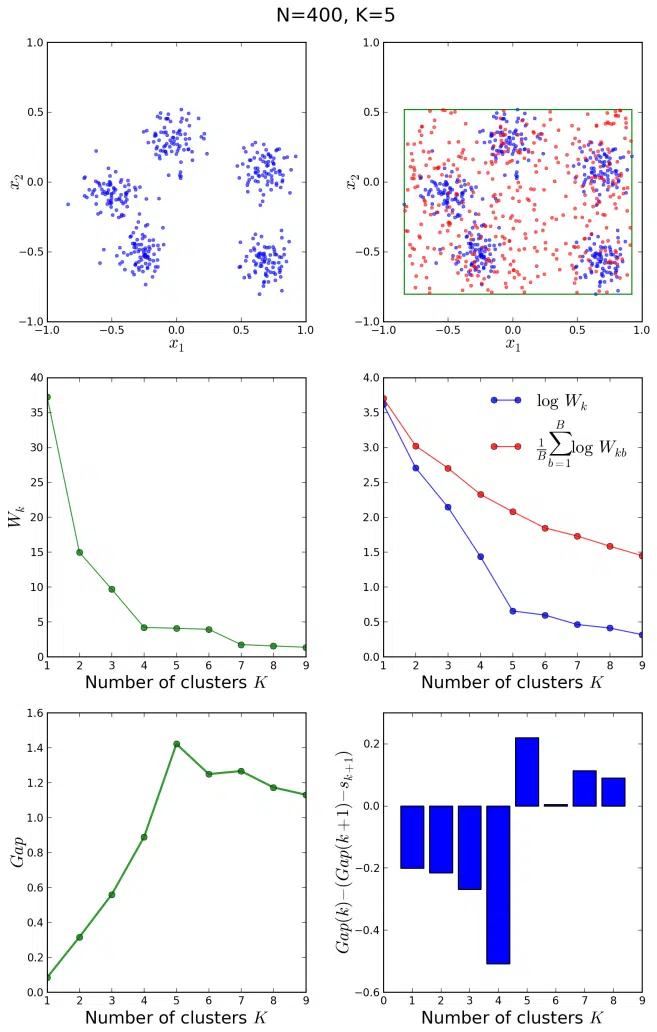 N=400, K=5
1.0
0.5
0.0
−0.5
−1.0
x₂
−1.0 −0.5 0.0 0.5 1.0
x₁
1.0
0.5
0.0
−0.5
−1.0
x₂
−1.0 −0.5 0.0 0.5 1.0
x₁
40
35
30
25
20
15
10
5
0
Wₖ
1 2 3 4 5 6 7 8 9
Number of clusters K
4.0
3.5
3.0
2.5
2.0
1.5
1.0
0.5
0.0
log Wₖ
1/B ∑_{b=1}^{B} log W_{kb}
1 2 3 4 5 6 7 8 9
Number of clusters K
1.6
1.4
1.2
1.0
0.8
0.6
0.4
0.2
0.0
Gap
1 2 3 4 5 6 7 8 9
Number of clusters K
0.2
0.0
−0.2
−0.4
−0.6
Gap(k)−(Gap(k+1)−s_{k+1})
0 1 2 3 4 5 6 7 8 9
Number of clusters K